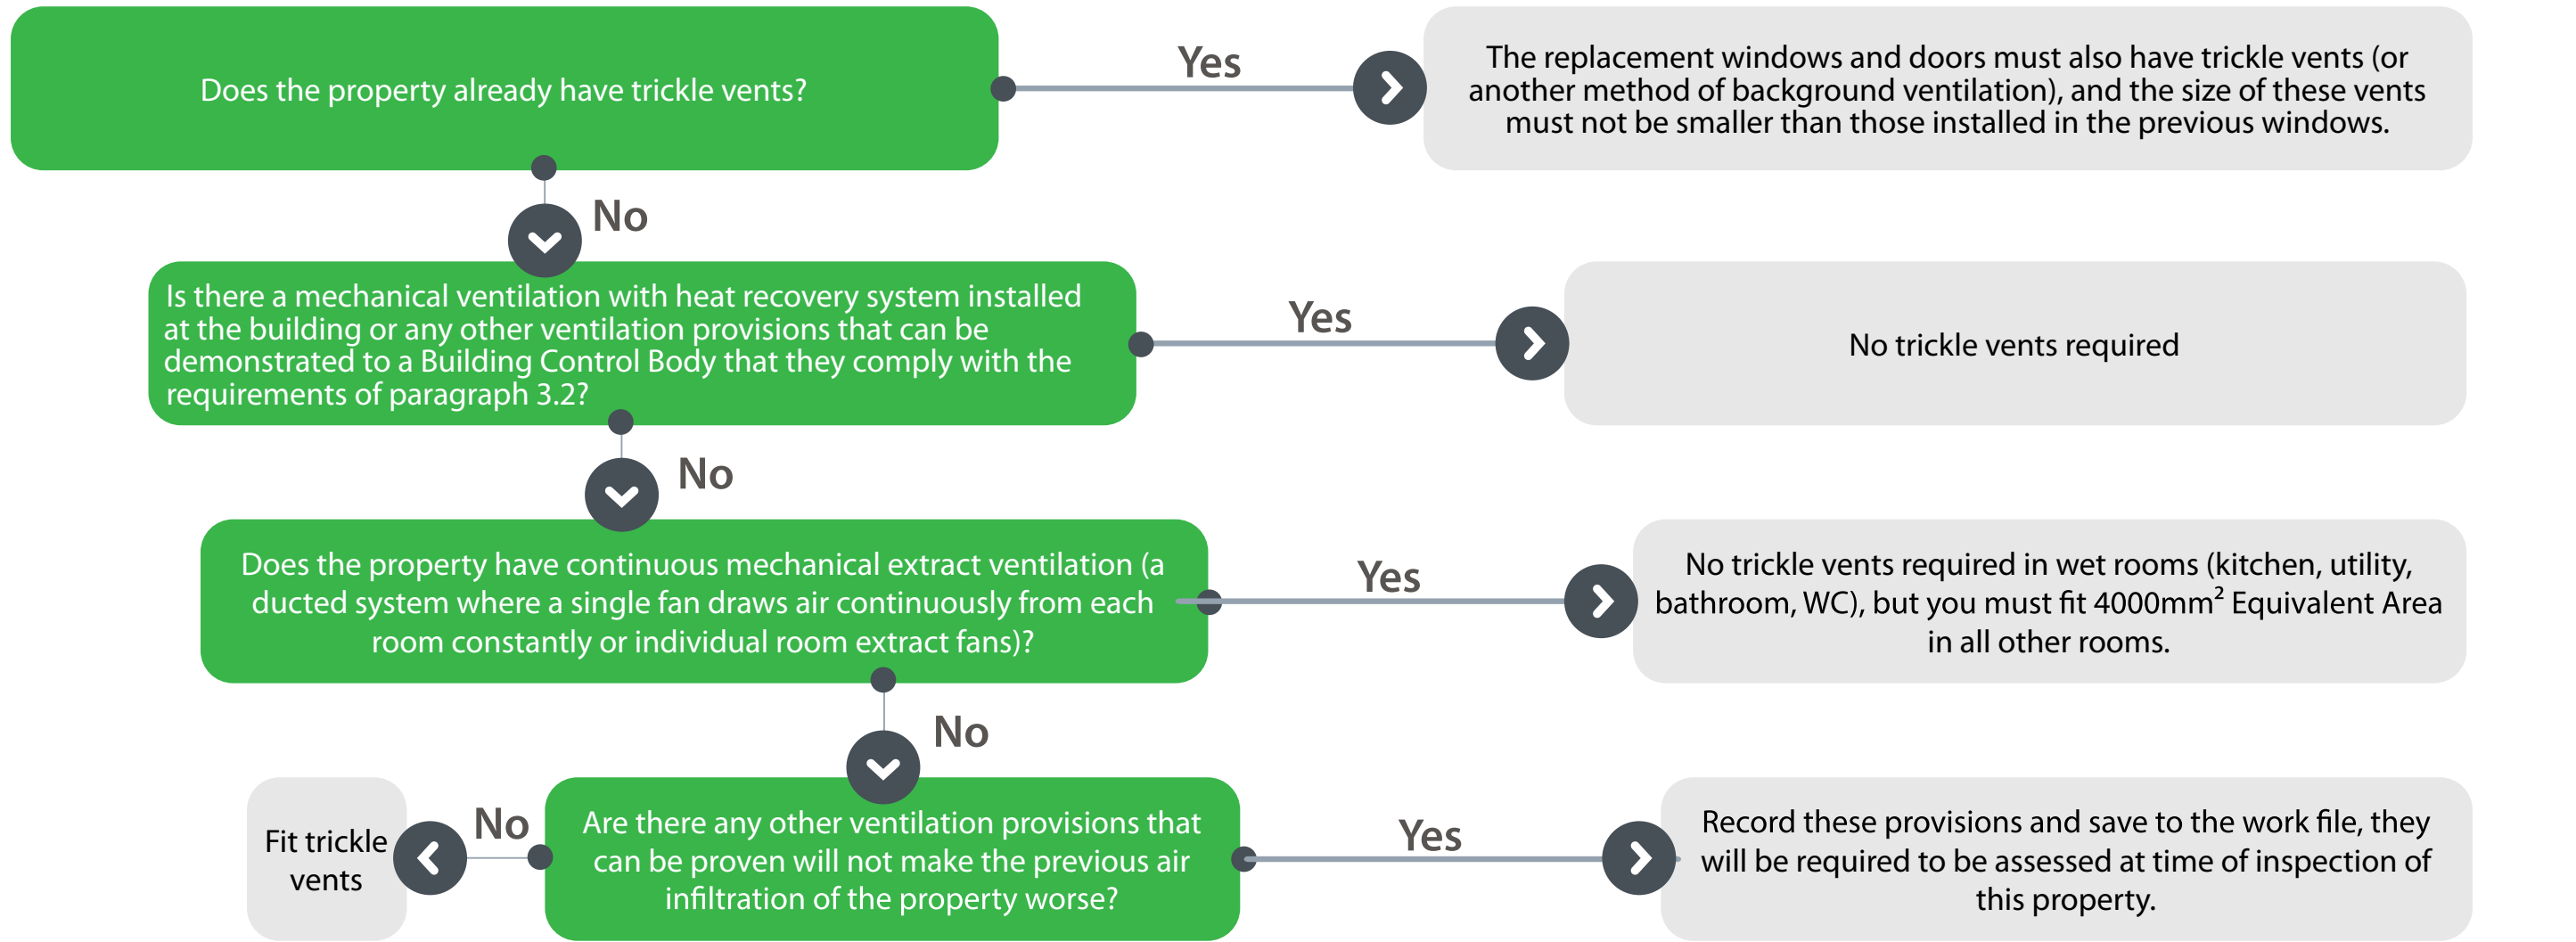 Does the property already have trickle vents?
Yes
The replacement windows and doors must also have trickle vents (or
another method of background ventilation), and the size of these vents
must not be smaller than those installed in the previous windows.
No
Is there a mechanical ventilation with heat recovery system installed
at the building or any other ventilation provisions that can be
demonstrated to a Building Control Body that they comply with the
requirements of paragraph 3.2?
Yes
No trickle vents required
No
Does the property have continuous mechanical extract ventilation (a
ducted system where a single fan draws air continuously from each
room constantly or individual room extract fans)?
Yes
No trickle vents required in wet rooms (kitchen, utility,
bathroom, WC), but you must fit 4000mm² Equivalent Area
in all other rooms.
No
Are there any other ventilation provisions that
can be proven will not make the previous air
infiltration of the property worse?
No
Fit trickle
vents
Yes
Record these provisions and save to the work file, they
will be required to be assessed at time of inspection of
this property.